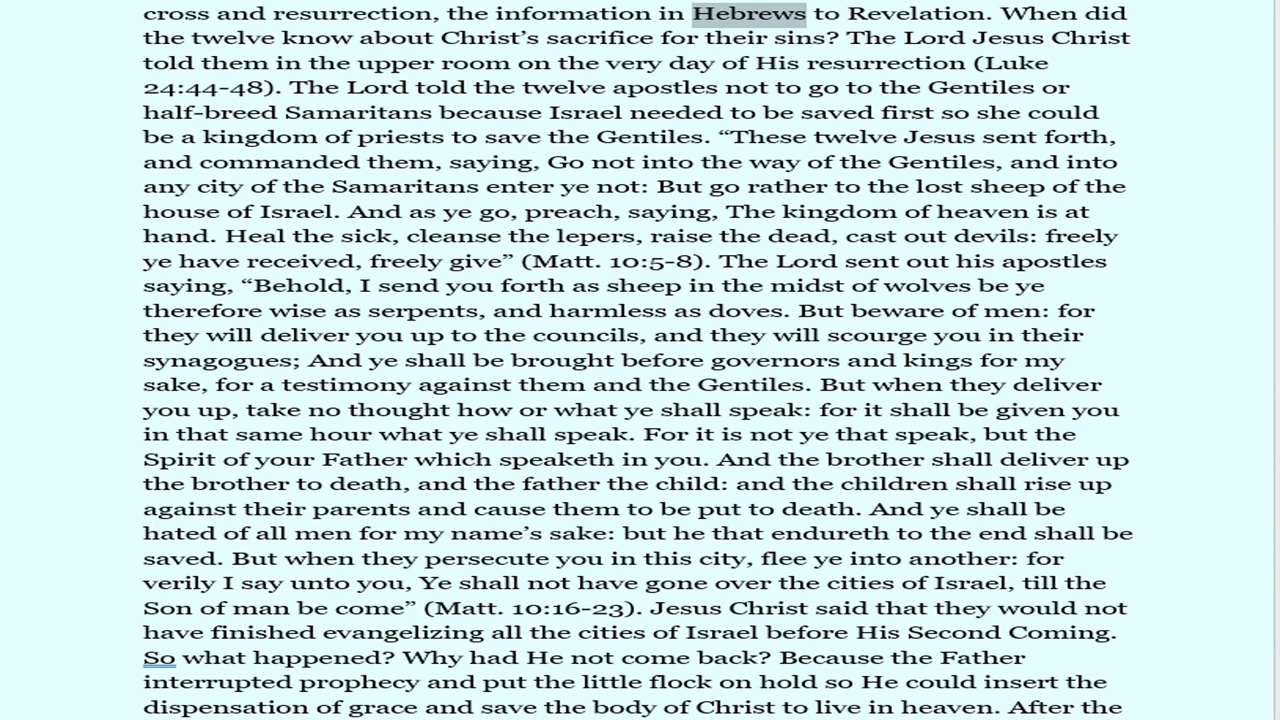 cross and resurrection, the information in Hebrews to Revelation. When did
the twelve know about Christ’s sacrifice for their sins? The Lord Jesus Christ
told them in the upper room on the very day of His resurrection (Luke
24:44-48). The Lord told the twelve apostles not to go to the Gentiles or
half-breed Samaritans because Israel needed to be saved first so she could
be a kingdom of priests to save the Gentiles. “These twelve Jesus sent forth,
and commanded them, saying, Go not into the way of the Gentiles, and into
any city of the Samaritans enter ye not: But go rather to the lost sheep of the
house of Israel. And as ye go, preach, saying, The kingdom of heaven is at
hand. Heal the sick, cleanse the lepers, raise the dead, cast out devils: freely
ye have received, freely give” (Matt. 10:5-8). The Lord sent out his apostles
saying, “Behold, I send you forth as sheep in the midst of wolves be ye
therefore wise as serpents, and harmless as doves. But beware of men: for
they will deliver you up to the councils, and they will scourge you in their
synagogues; And ye shall be brought before governors and kings for my
sake, for a testimony against them and the Gentiles. But when they deliver
you up, take no thought how or what ye shall speak: for it shall be given you
in that same hour what ye shall speak. For it is not ye that speak, but the
Spirit of your Father which speaketh in you. And the brother shall deliver up
the brother to death, and the father the child: and the children shall rise up
against their parents and cause them to be put to death. And ye shall be
hated of all men for my name’s sake: but he that endureth to the end shall be
saved. But when they persecute you in this city, flee ye into another: for
verily I say unto you, Ye shall not have gone over the cities of Israel, till the
Son of man be come” (Matt. 10:16-23). Jesus Christ said that they would not
have finished evangelizing all the cities of Israel before His Second Coming.
So what happened? Why had He not come back? Because the Father
interrupted prophecy and put the little flock on hold so He could insert the
dispensation of grace and save the body of Christ to live in heaven. After the